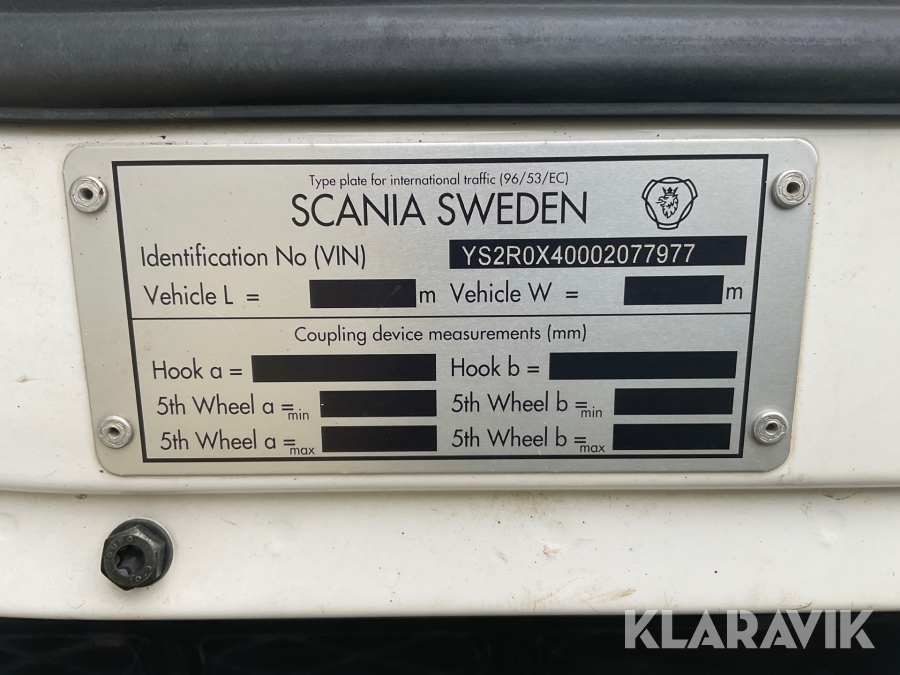 Type plate for international traffic (96/53/EC)
SCANIA SWEDEN
Identification No (VIN) YS2R0X40002077977
Vehicle L = m Vehicle W = m
Coupling device measurements (mm)
Hook a = Hook b =
5th Wheel a =min 5th Wheel b =min
5th Wheel a =max 5th Wheel b =max
KLARAVIK